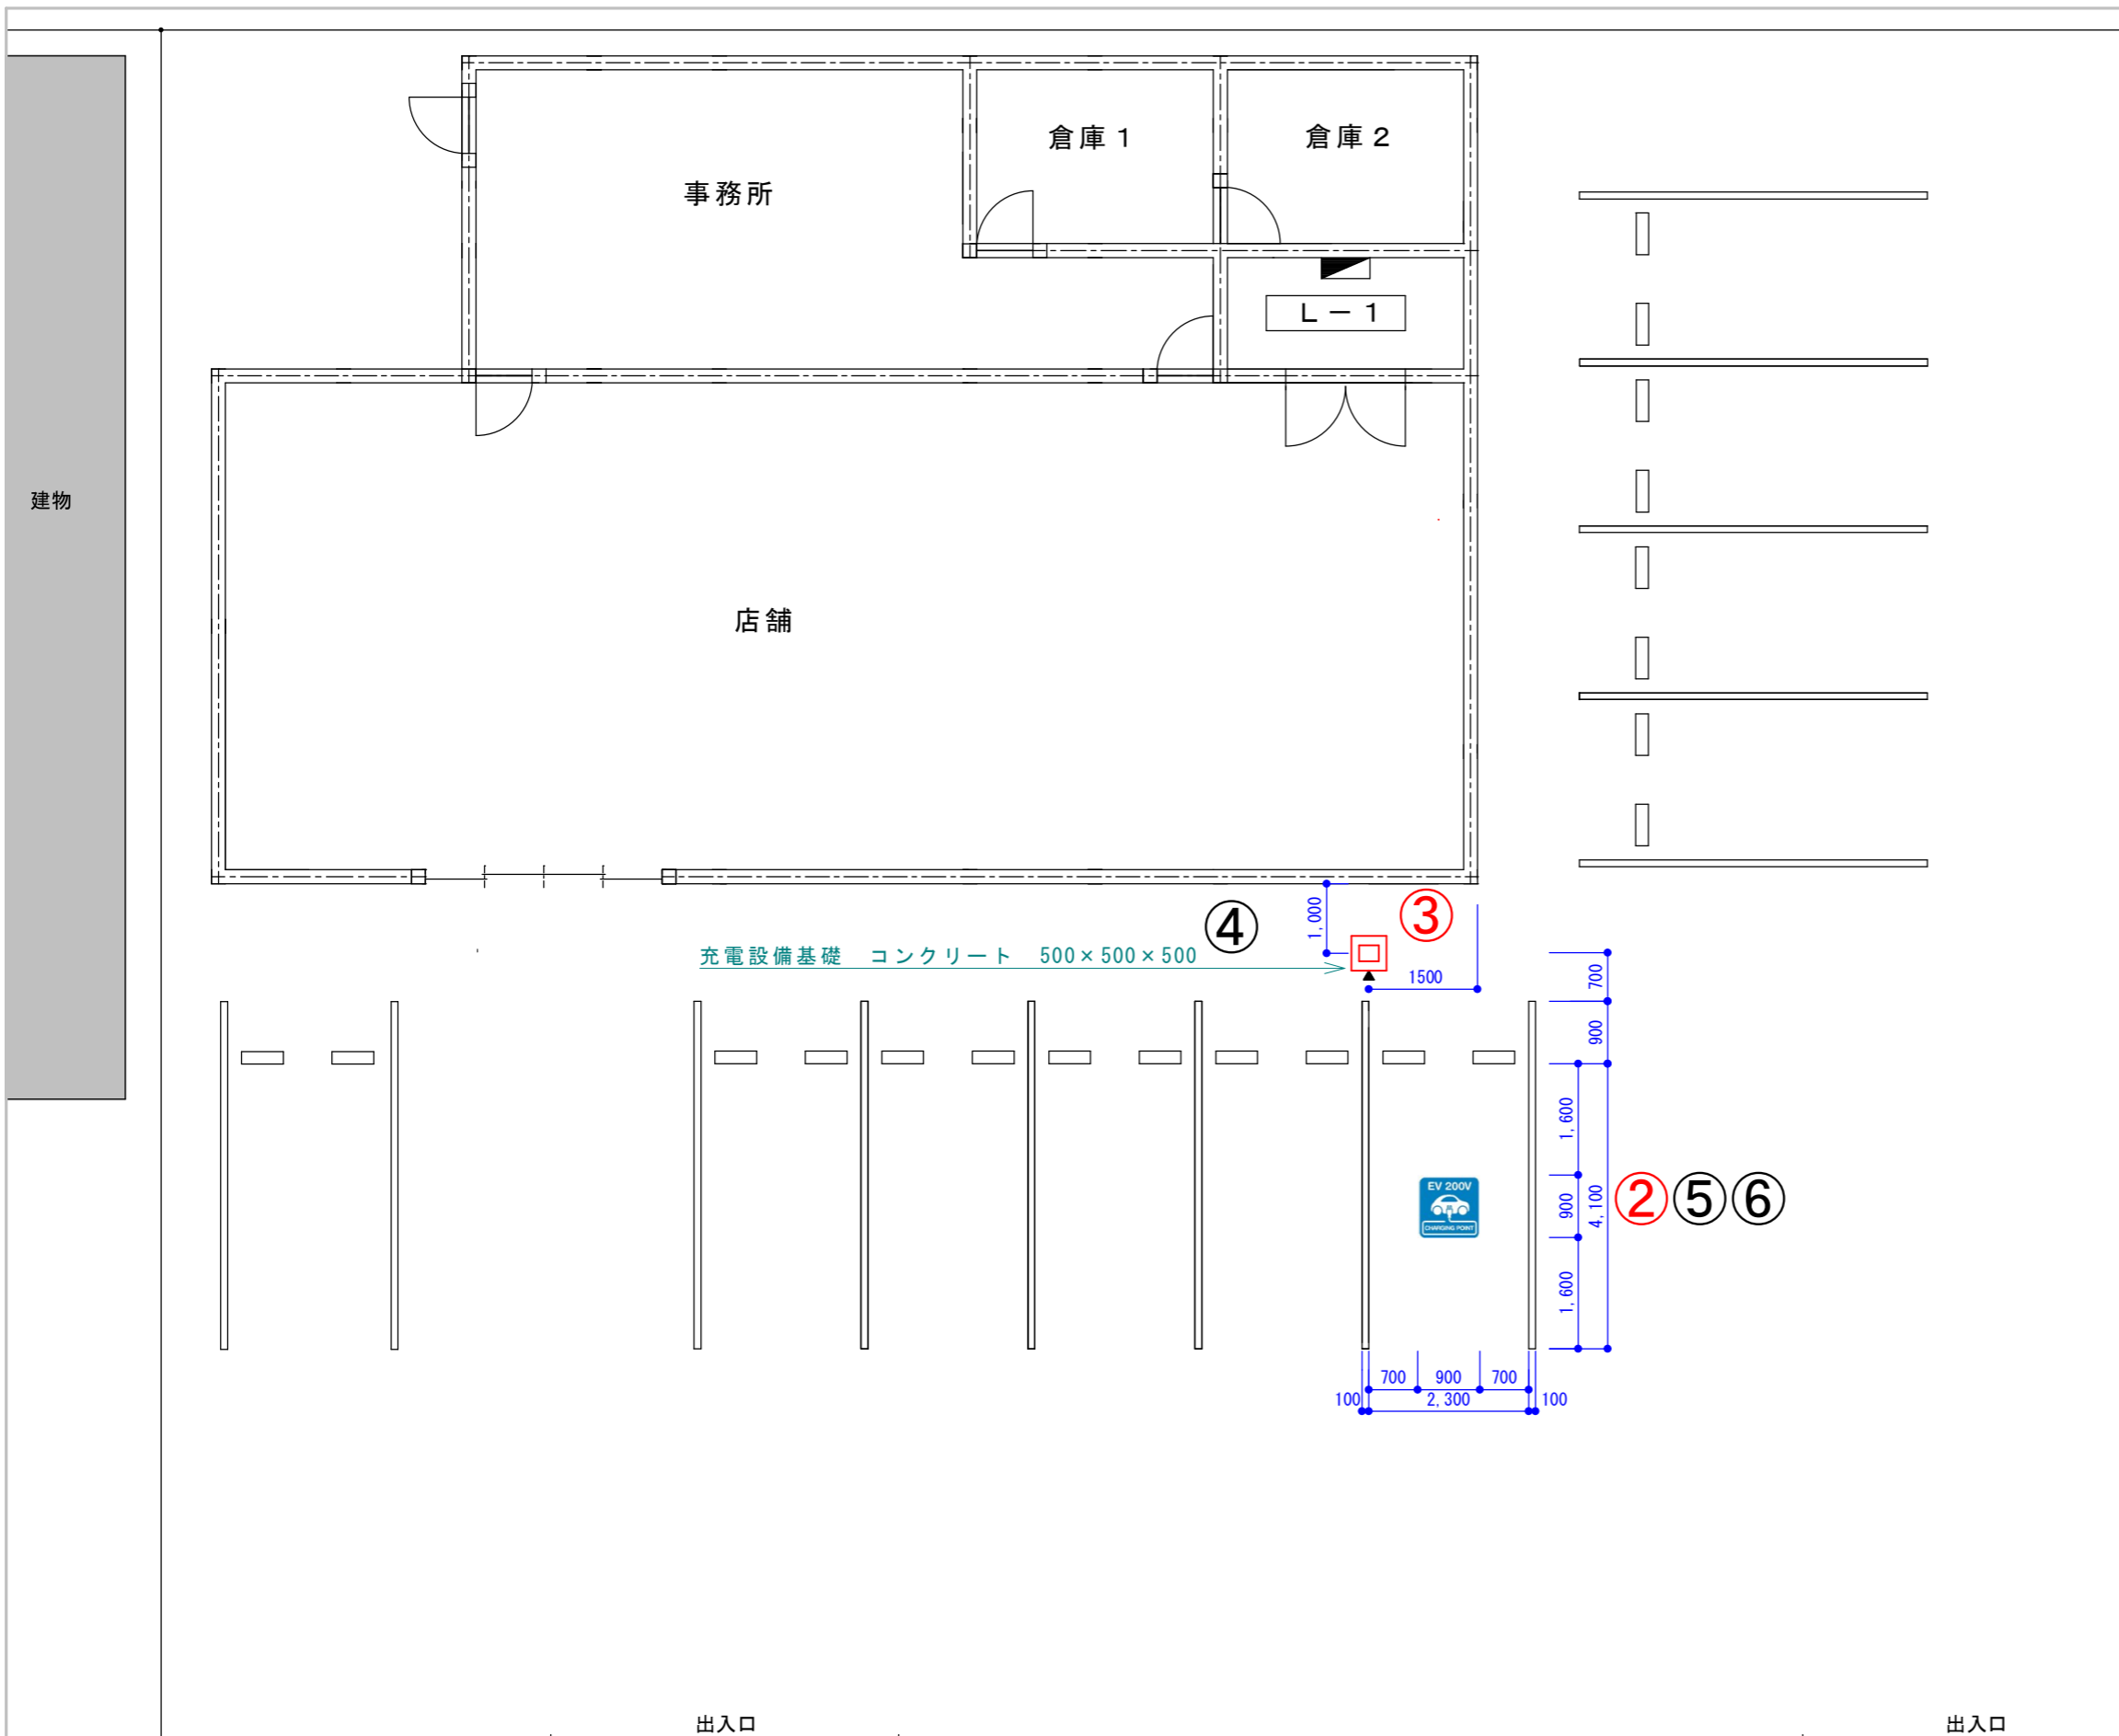 倉庫１
倉庫２
事務所
Ｌ－１
建物
店舗
③
④
1,000
充電設備基礎　コンクリート　500×500×500
1500
700
900
1,600
EV 200V
CHARGING POINT
900
4,100
②⑤⑥
1,600
700
900
700
100
2,300
100
出入口
出入口